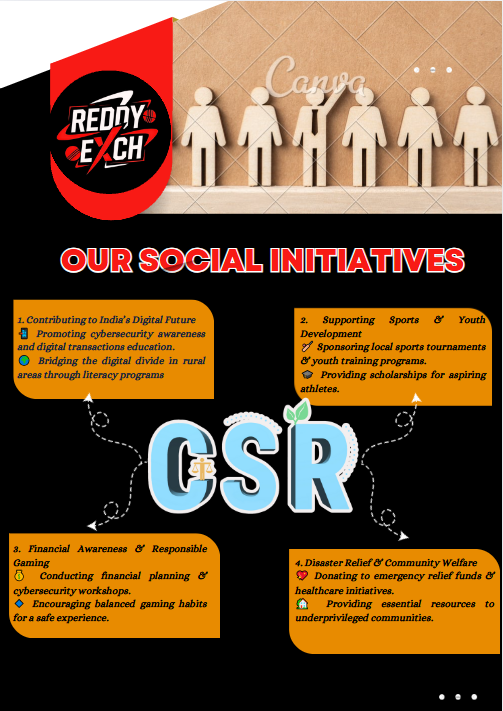 Canva
REDDY
EXCH
OUR SOCIAL INITIATIVES
1. Contributing to India's Digital Future
📲 Promoting cybersecurity awareness
and digital transactions education.
🌍 Bridging the digital divide in rural
areas through literacy programs
2. Supporting Sports & Youth
Development
🏏 Sponsoring local sports tournaments
& youth training programs.
🎓 Providing scholarships for aspiring
athletes.
CSR
3. Financial Awareness & Responsible
Gaming
💰 Conducting financial planning &
cybersecurity workshops.
🔹 Encouraging balanced gaming habits
for a safe experience.
4. Disaster Relief & Community Welfare
💖 Donating to emergency relief funds &
healthcare initiatives.
🏠 Providing essential resources to
underprivileged communities.